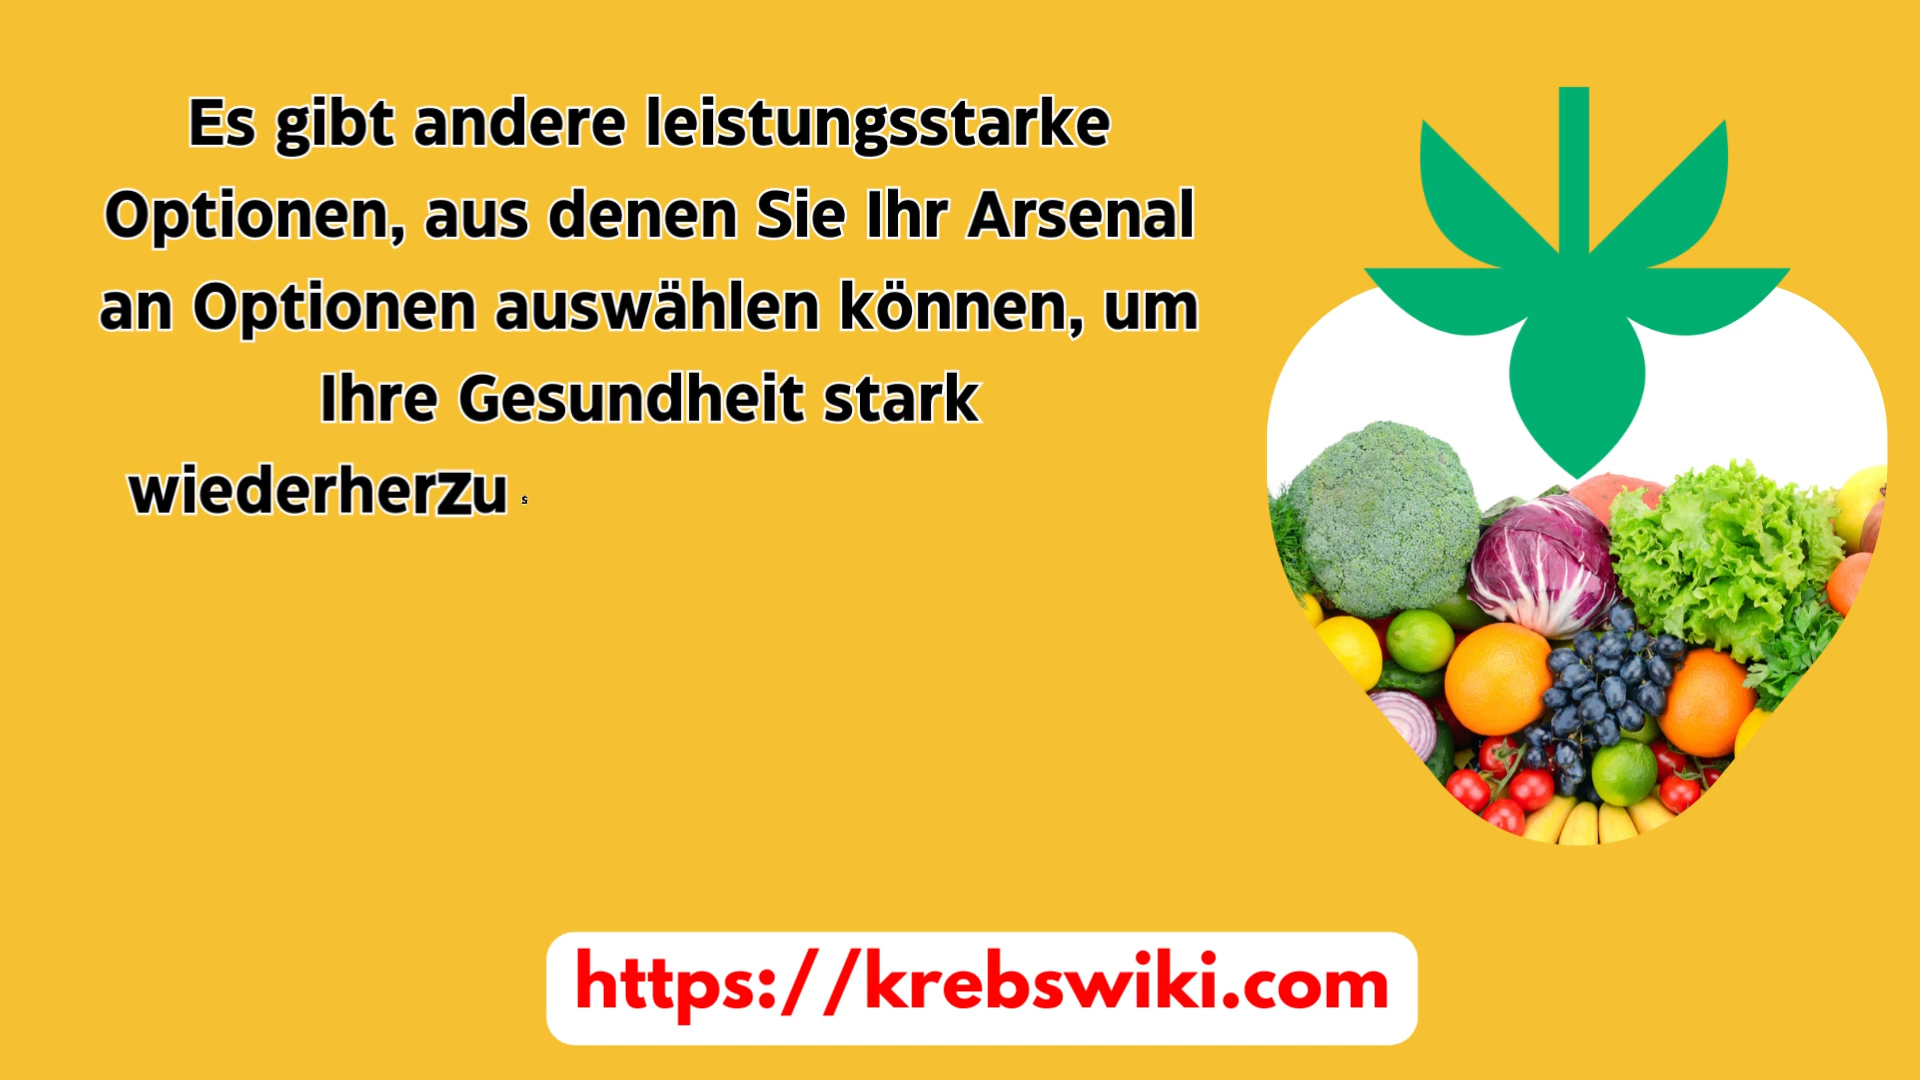 Es gibt andere leistungsstarke
Optionen, aus denen Sie Ihr Arsenal
an Optionen auswählen können, um
Ihre Gesundheit stark
wiederherzu s
https://krebswiki.com